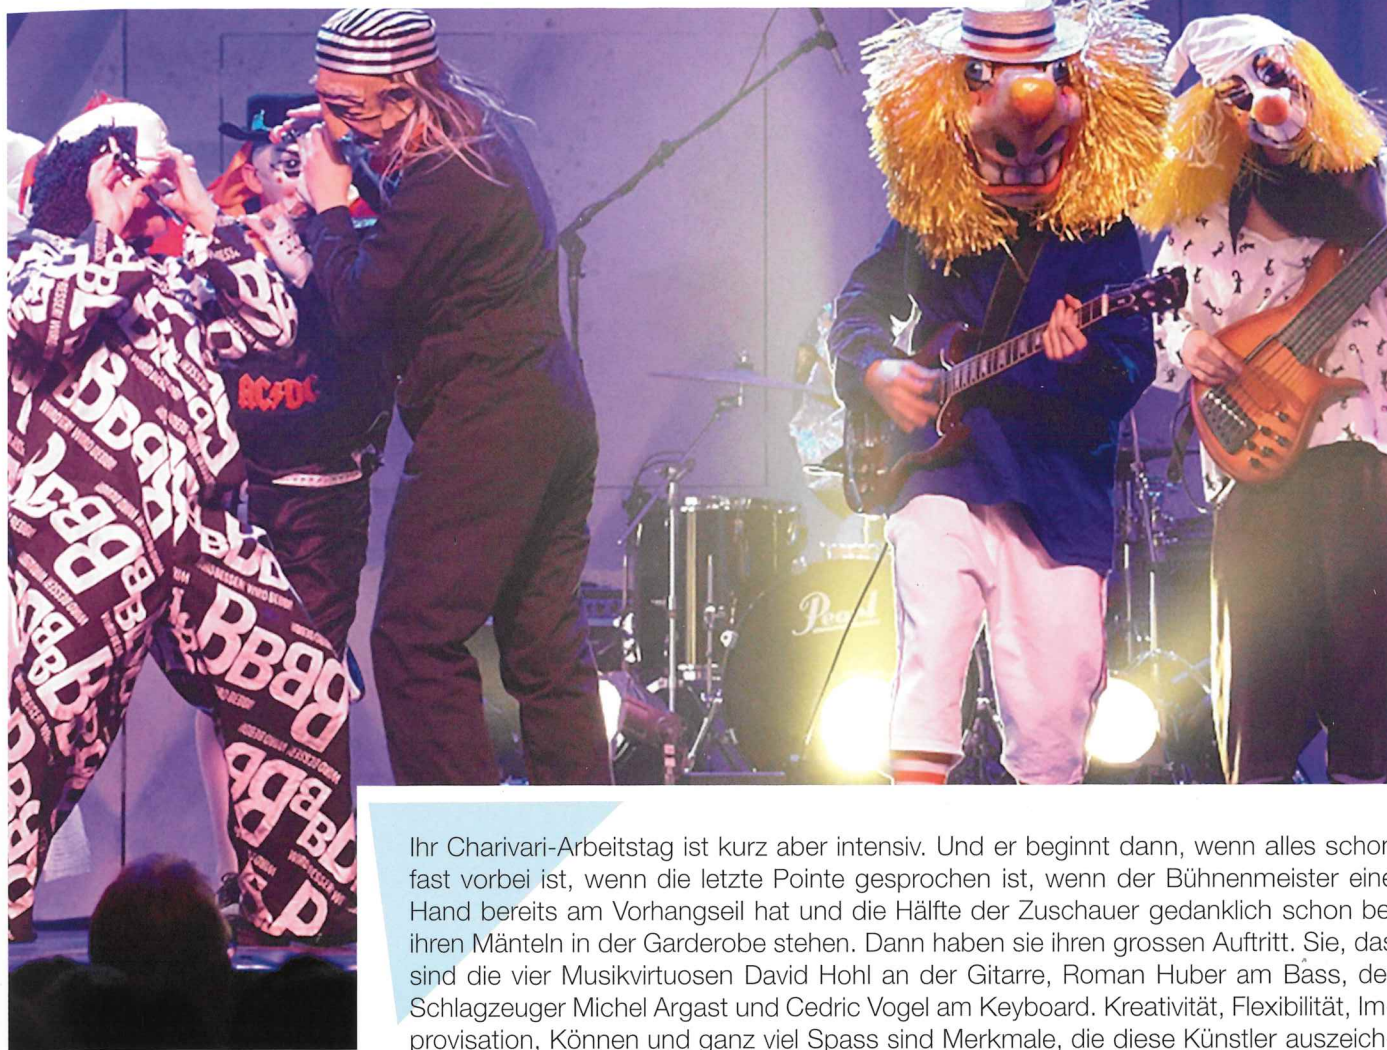 AC/DC
Pearl
Ihr Charivari-Arbeitstag ist kurz aber intensiv. Und er beginnt dann, wenn alles schon
fast vorbei ist, wenn die letzte Pointe gesprochen ist, wenn der Bühnenmeister eine
Hand bereits am Vorhangseil hat und die Hälfte der Zuschauer gedanklich schon bei
ihren Mänteln in der Garderobe stehen. Dann haben sie ihren grossen Auftritt. Sie, das
sind die vier Musikvirtuosen David Hohl an der Gitarre, Roman Huber am Bass, der
Schlagzeuger Michel Argast und Cedric Vogel am Keyboard. Kreativität, Flexibilität, Im-
provisation, Können und ganz viel Spass sind Merkmale, die diese Künstler auszeich-